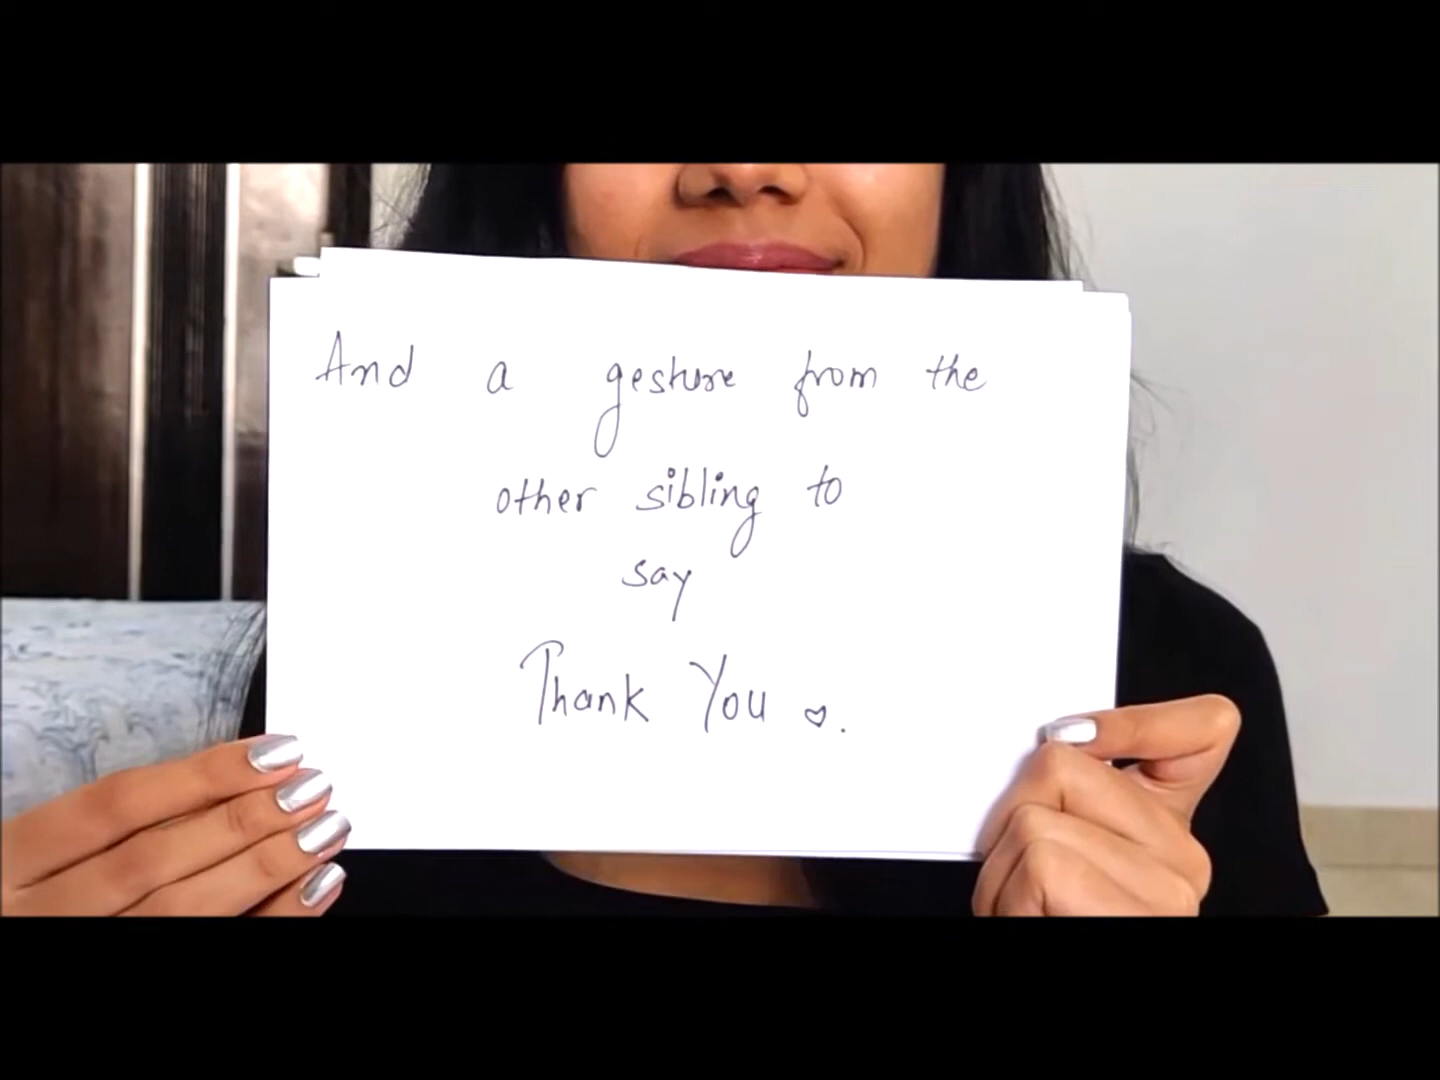 And a gesture from the
other sibling to
say
Thank You ♡.